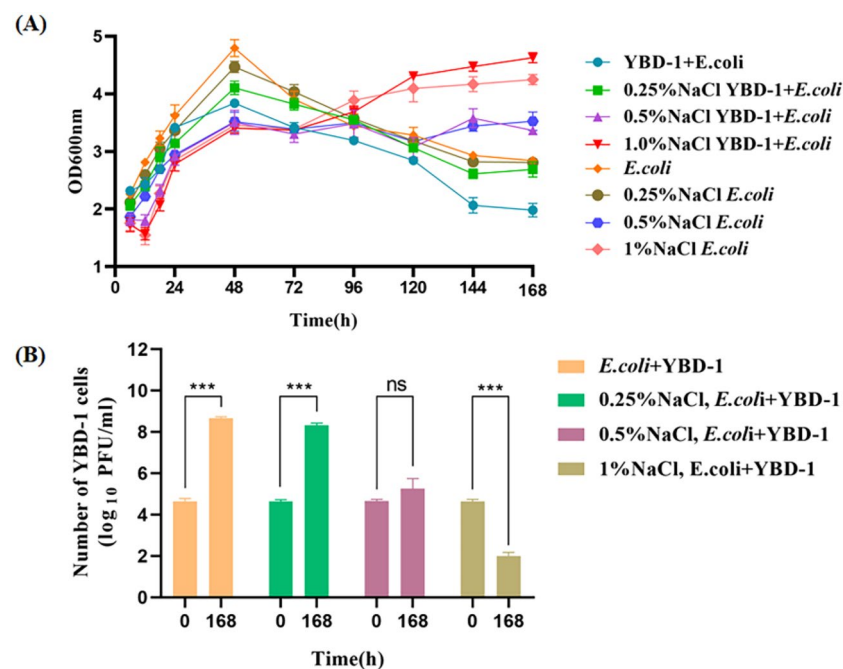 (A)
5
4
3
2
1
OD600nm
0
24
48
72
96
120
144
168
Time(h)
YBD-1+E.coli
0.25%NaCl YBD-1+E.coli
0.5%NaCl YBD-1+E.coli
1.0%NaCl YBD-1+E.coli
E.coli
0.25%NaCl E.coli
0.5%NaCl E.coli
1%NaCl E.coli
(B)
12
10
8
6
4
2
0
Number of YBD-1 cells
(log 10 PFU/ml)
***
***
ns
***
0 168 0 168 0 168 0 168
Time(h)
E.coli+YBD-1
0.25%NaCl, E.coli+YBD-1
0.5%NaCl, E.coli+YBD-1
1%NaCl, E.coli+YBD-1